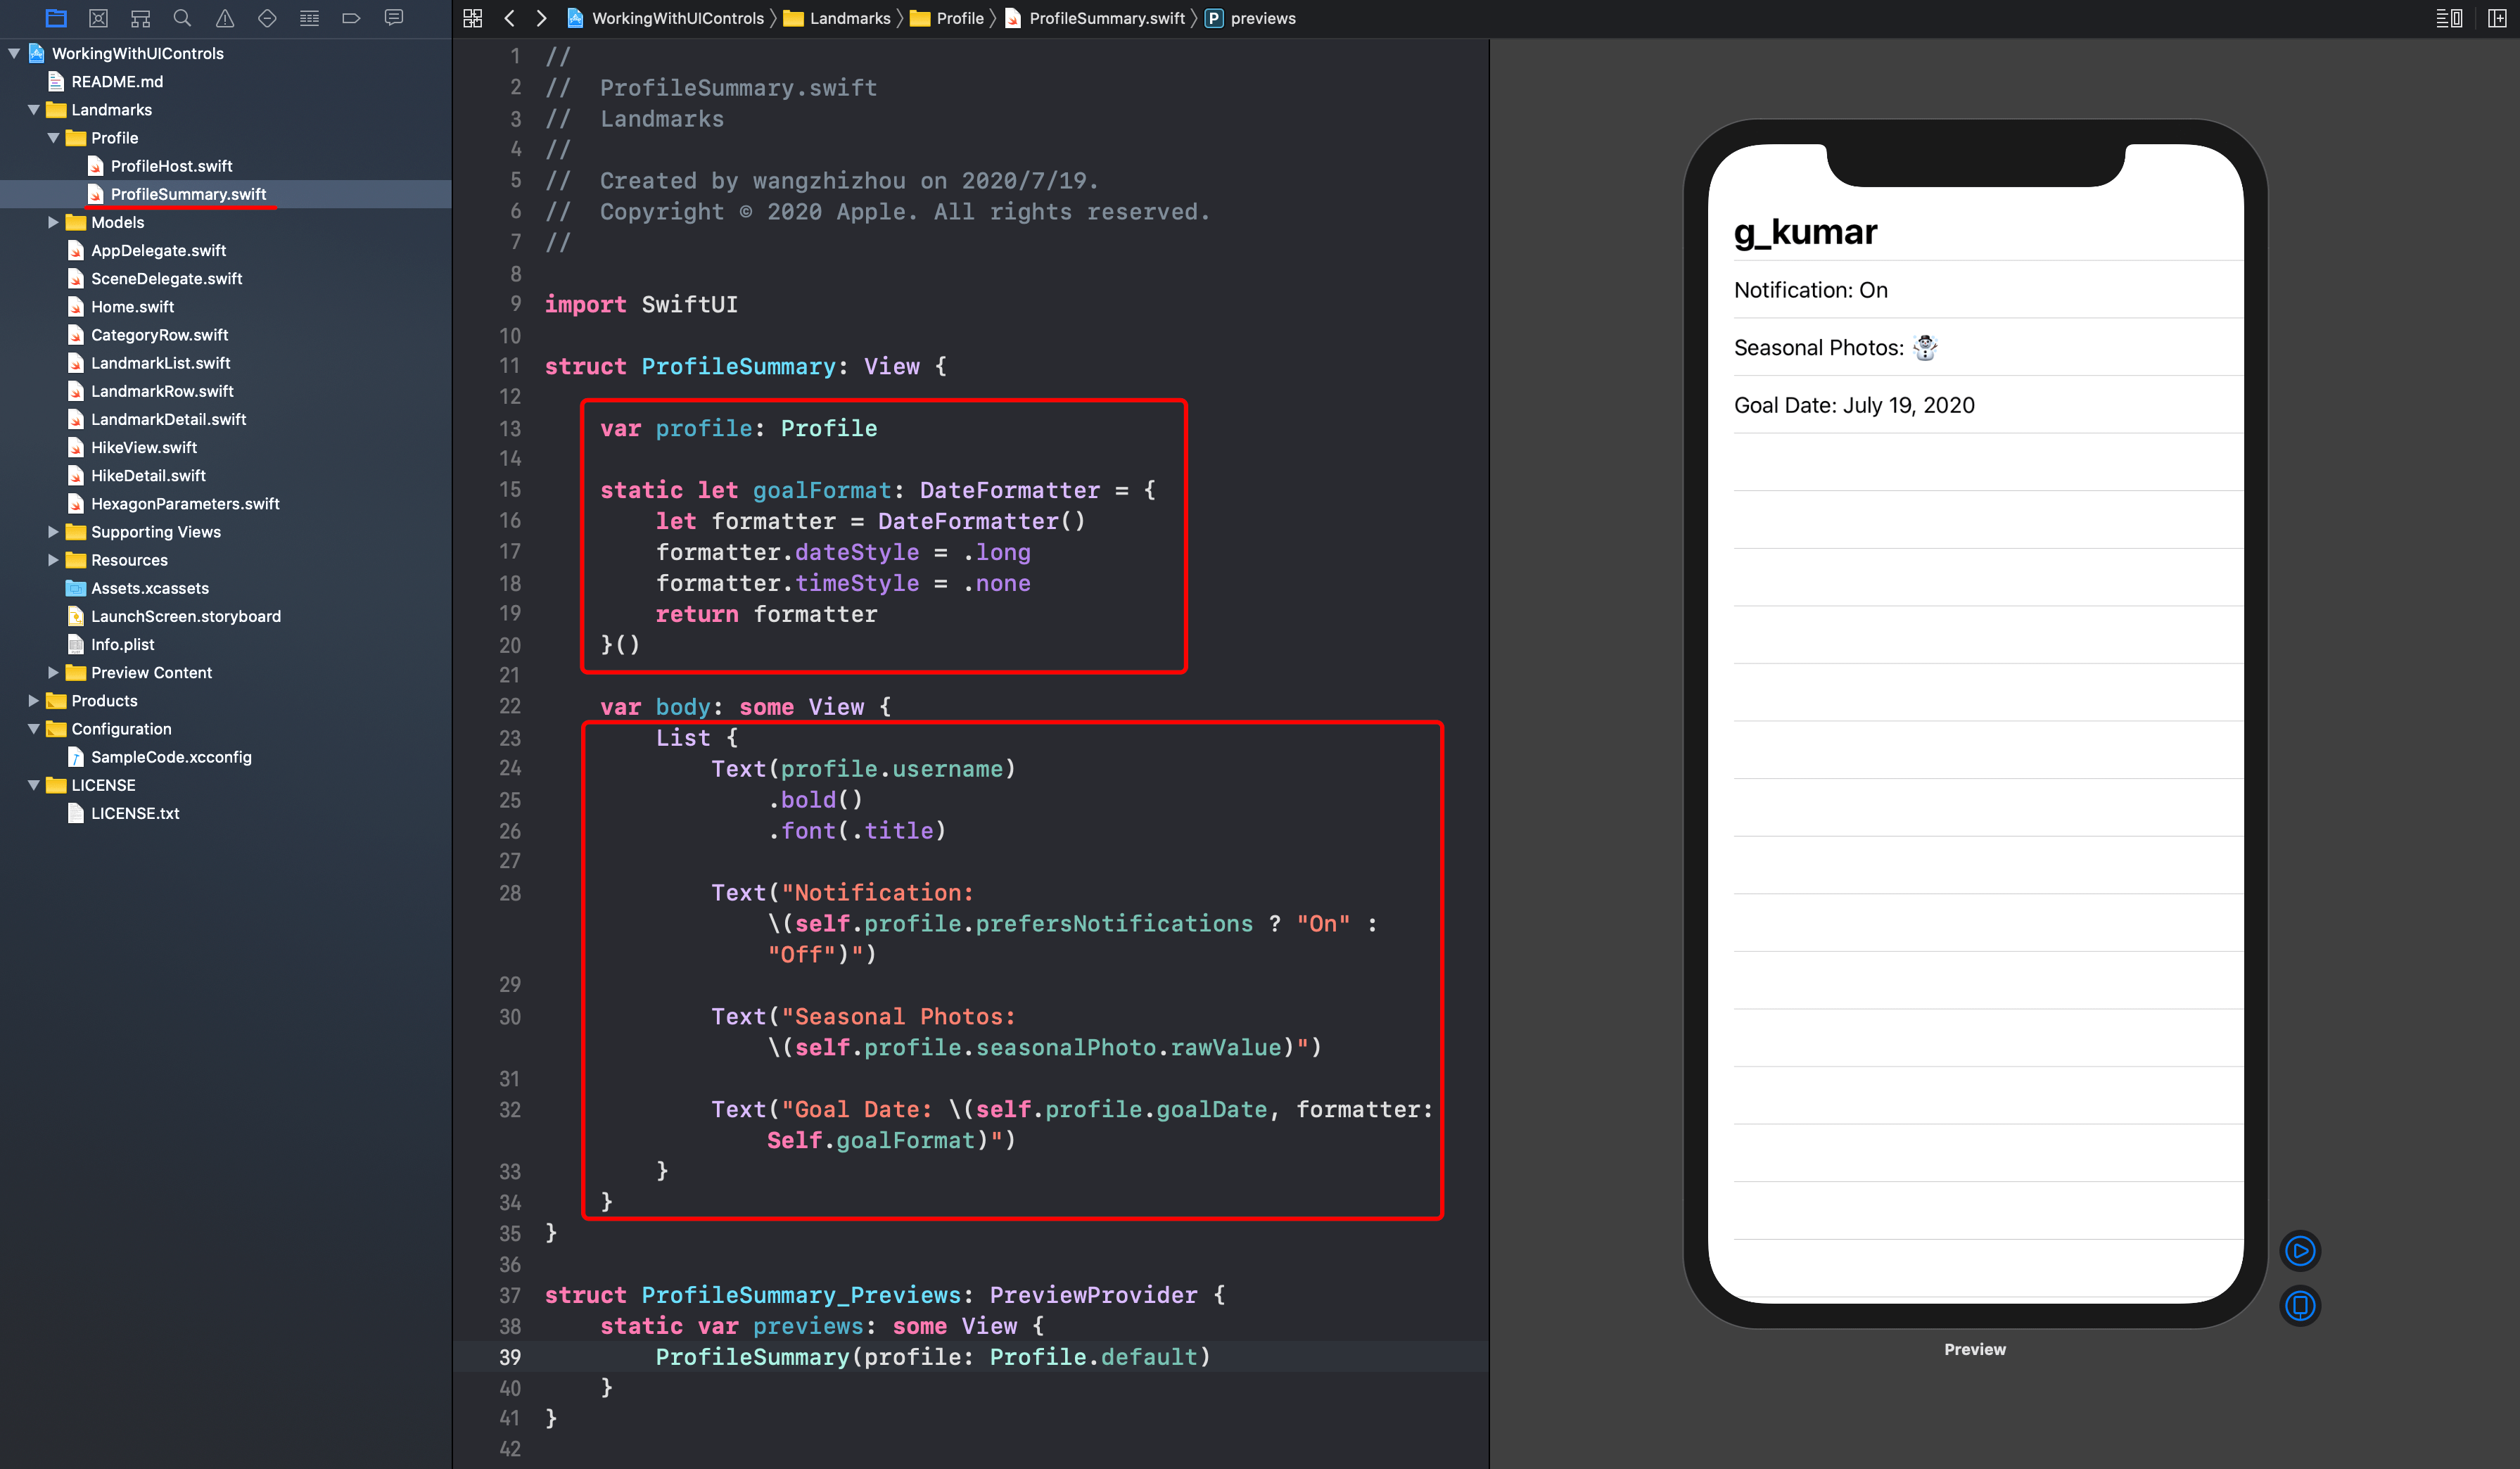 WorkingWithUIControls
README.md
Landmarks
Profile
ProfileHost.swift
ProfileSummary.swift
Models
AppDelegate.swift
SceneDelegate.swift
Home.swift
CategoryRow.swift
LandmarkList.swift
LandmarkRow.swift
LandmarkDetail.swift
HikeView.swift
HikeDetail.swift
HexagonParameters.swift
Supporting Views
Resources
Assets.xcassets
LaunchScreen.storyboard
Info.plist
Preview Content
Products
Configuration
SampleCode.xcconfig
LICENSE
LICENSE.txt
WorkingWithUIControls 〉 Landmarks 〉 Profile 〉 ProfileSummary.swift 〉 P previews
1 //
2 //  ProfileSummary.swift
3 //  Landmarks
4 //
5 //  Created by wangzhizhou on 2020/7/19.
6 //  Copyright © 2020 Apple. All rights reserved.
7 //
8
9 import SwiftUI
10
11 struct ProfileSummary: View {
12
13     var profile: Profile
14
15     static let goalFormat: DateFormatter = {
16         let formatter = DateFormatter()
17         formatter.dateStyle = .long
18         formatter.timeStyle = .none
19         return formatter
20     }()
21
22     var body: some View {
23         List {
24             Text(profile.username)
25                 .bold()
26                 .font(.title)
27
28             Text("Notification:
\(self.profile.prefersNotifications ? "On" :
"Off")")
29
30             Text("Seasonal Photos:
\(self.profile.seasonalPhoto.rawValue)")
31
32             Text("Goal Date: \(self.profile.goalDate, formatter:
Self.goalFormat)")
33         }
34     }
35 }
36
37 struct ProfileSummary_Previews: PreviewProvider {
38     static var previews: some View {
39         ProfileSummary(profile: Profile.default)
40     }
41 }
42
g_kumar
Notification: On
Seasonal Photos: ☃️
Goal Date: July 19, 2020
Preview